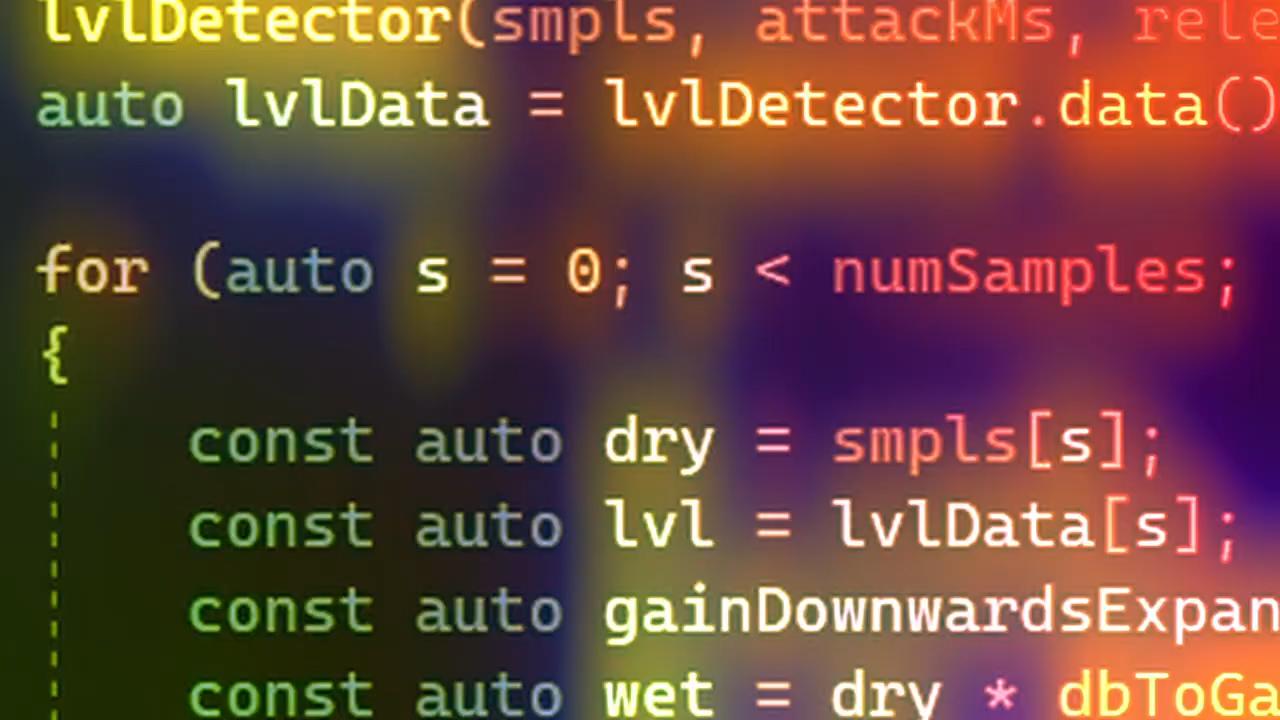 lvlDetector(smpls, attackMs, rele
auto lvlData = lvlDetector.data()
for (auto s = 0; s < numSamples;
{
const auto dry = smpls[s];
const auto lvl = lvlData[s];
const auto gainDownwardsExpan
const auto wet = dry * dbToGa